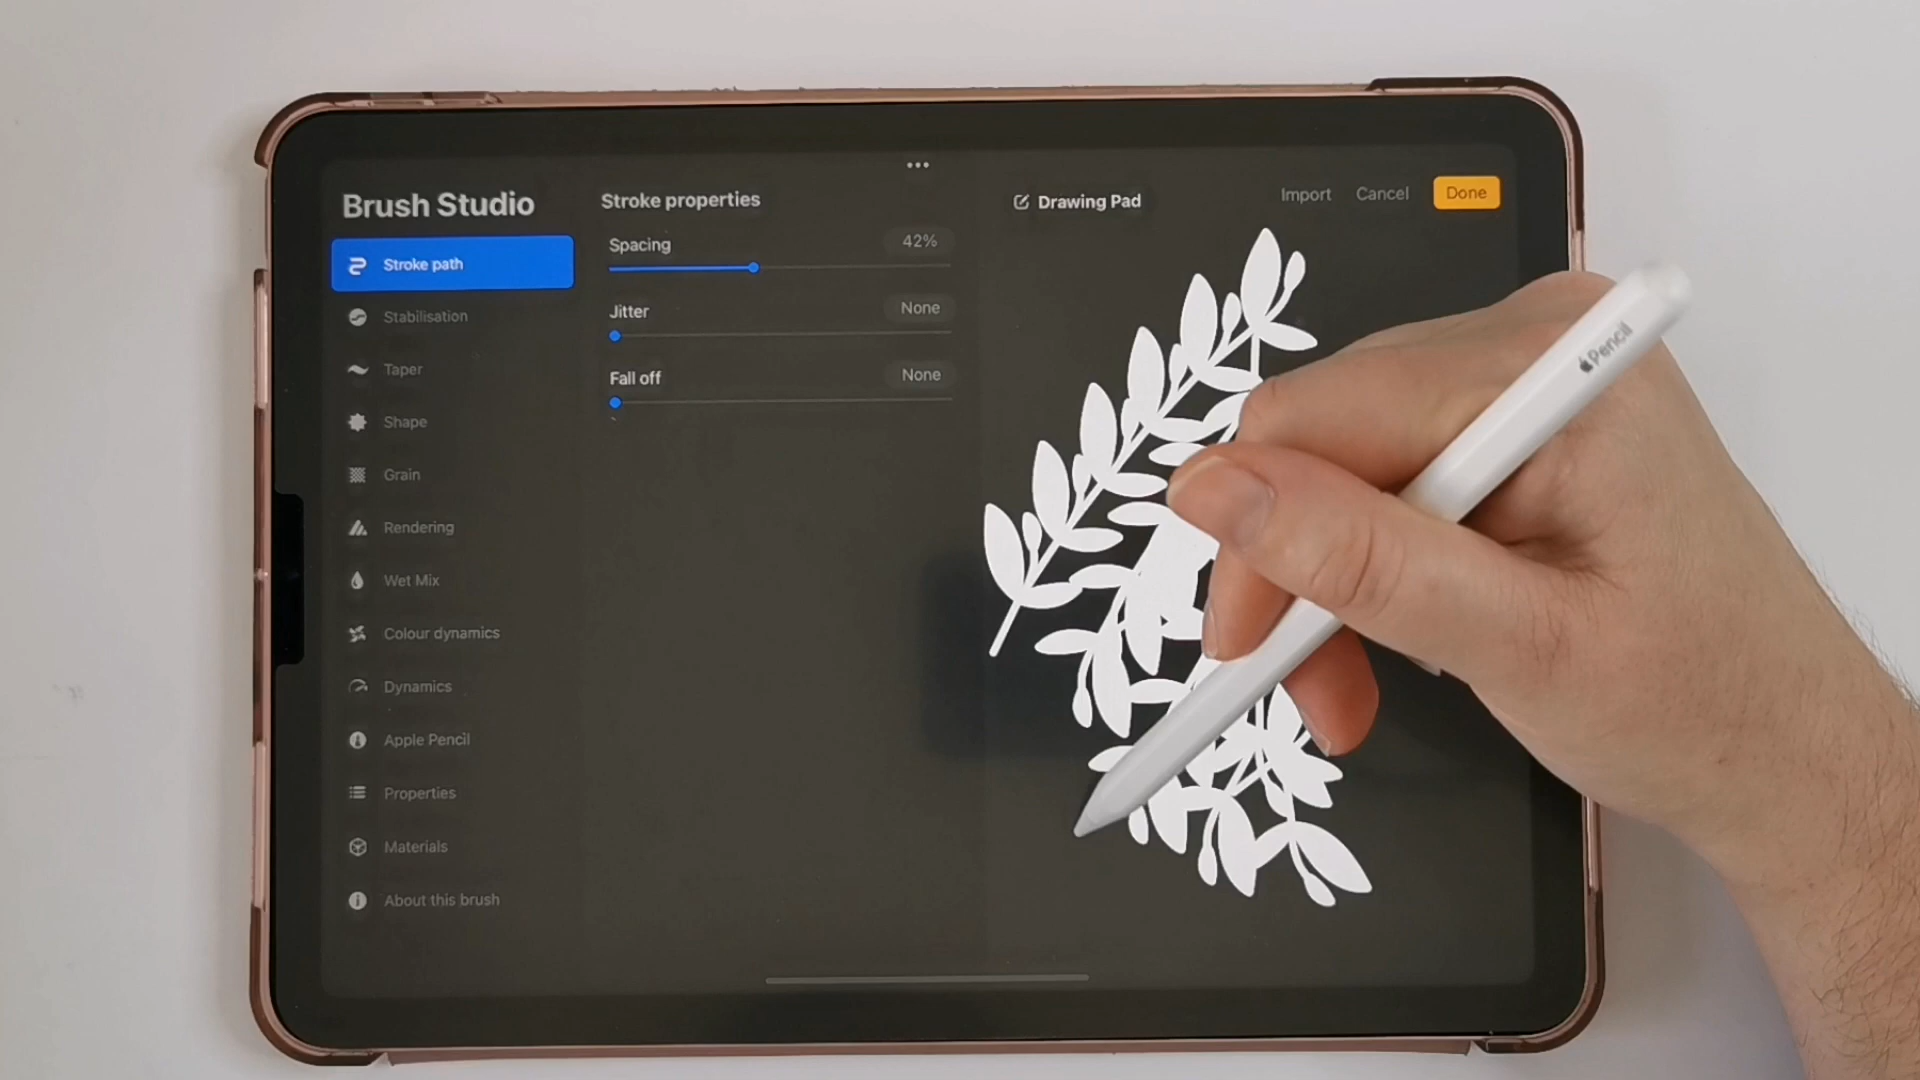 Brush Studio
Stroke path
Stabilisation
Taper
Shape
Grain
Rendering
Wet Mix
Colour dynamics
Dynamics
Apple Pencil
Properties
Materials
About this brush
Stroke properties
Spacing 42%
Jitter None
Fall off None
Drawing Pad
Import Cancel Done
Pencil